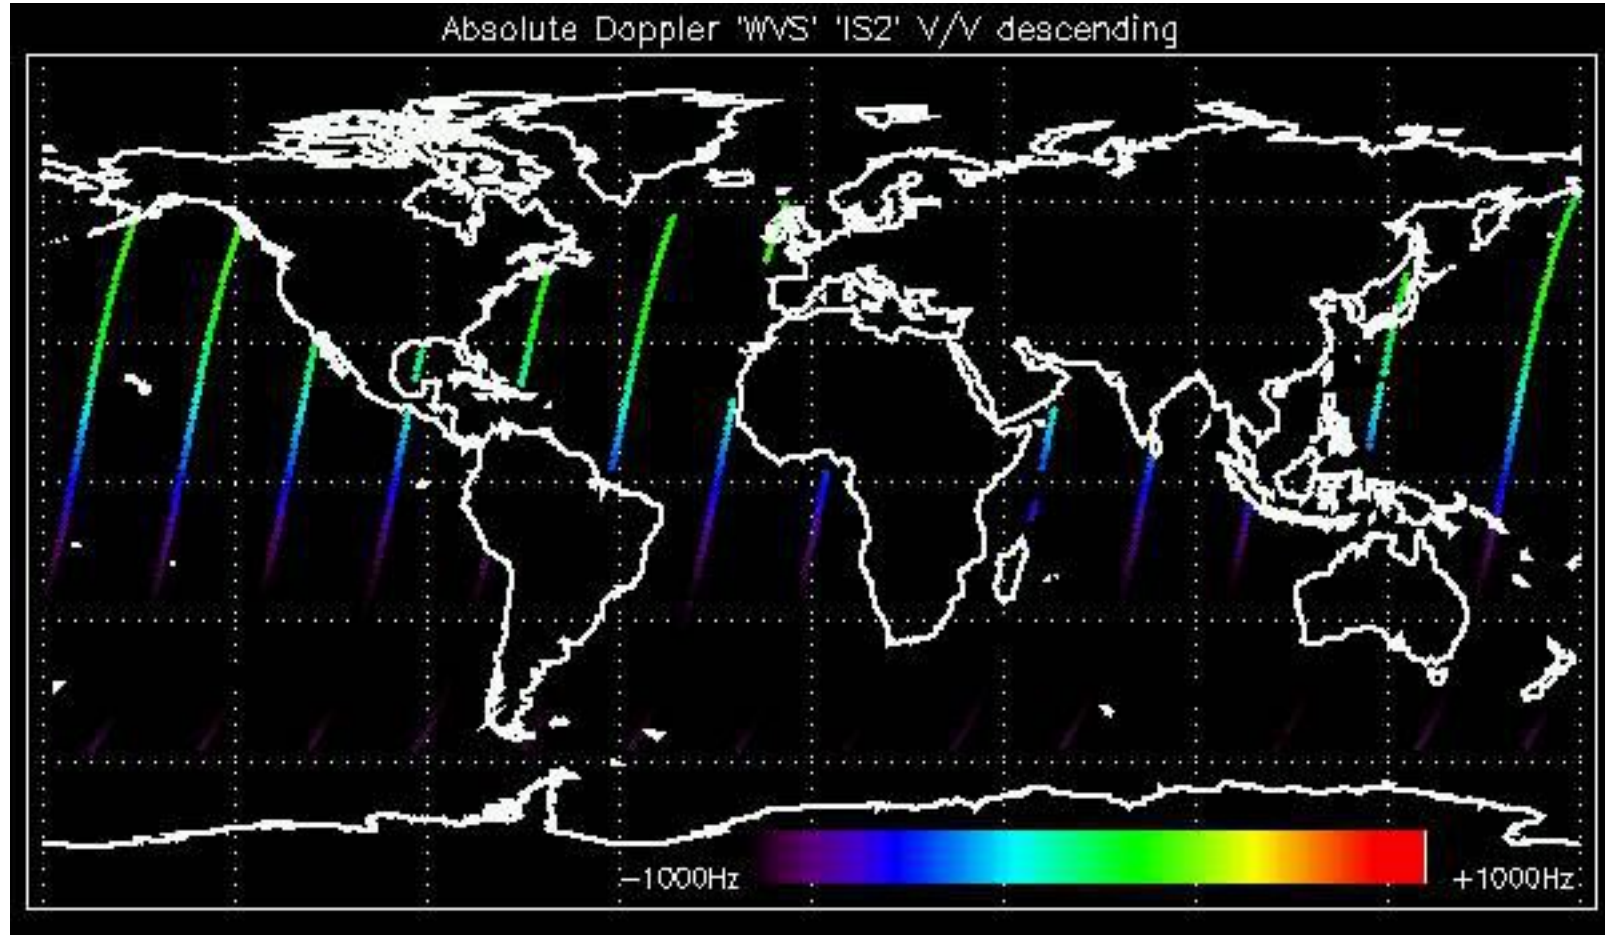 Absolute Doppler 'WVS' 'IS2' V/V descending
−1000Hz
+1000Hz